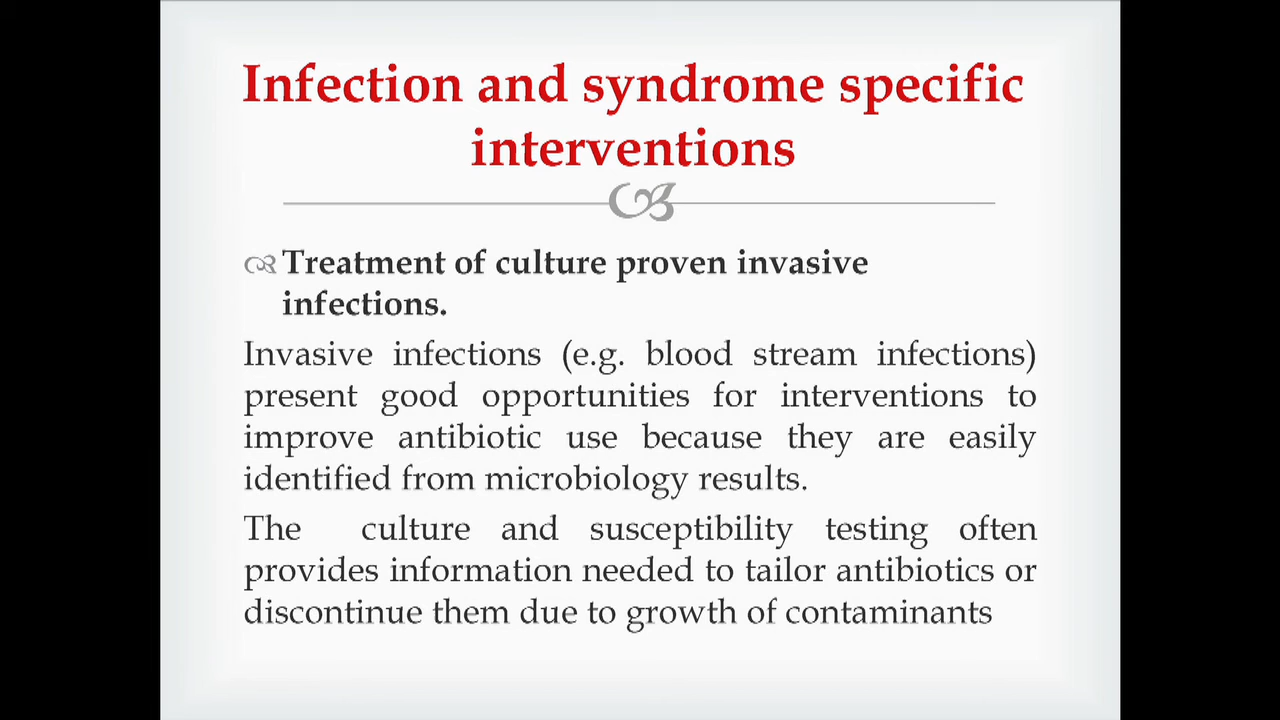 Infection and syndrome specific
interventions
Treatment of culture proven invasive
infections.
Invasive infections (e.g. blood stream infections)
present good opportunities for interventions to
improve antibiotic use because they are easily
identified from microbiology results.
The culture and susceptibility testing often
provides information needed to tailor antibiotics or
discontinue them due to growth of contaminants